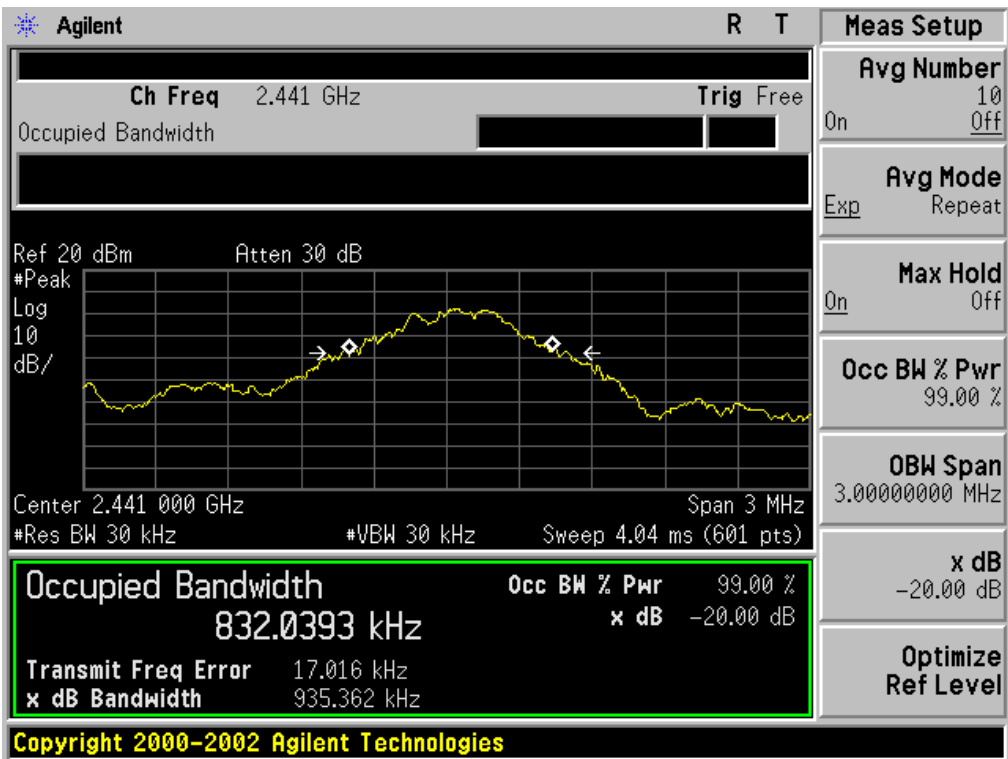 Agilent R T
Ch Freq 2.441 GHz Trig Free
Occupied Bandwidth
Ref 20 dBm Atten 30 dB
#Peak
Log
10
dB/
Center 2.441 000 GHz Span 3 MHz
#Res BW 30 kHz #VBW 30 kHz Sweep 4.04 ms (601 pts)
Occupied Bandwidth Occ BW % Pwr 99.00 %
832.0393 kHz x dB -20.00 dB
Transmit Freq Error 17.016 kHz
x dB Bandwidth 935.362 kHz
Copyright 2000-2002 Agilent Technologies
Meas Setup
Avg Number
10
On Off
Avg Mode
Exp Repeat
Max Hold
On Off
Occ BW % Pwr
99.00 %
OBW Span
3.00000000 MHz
x dB
-20.00 dB
Optimize
Ref Level